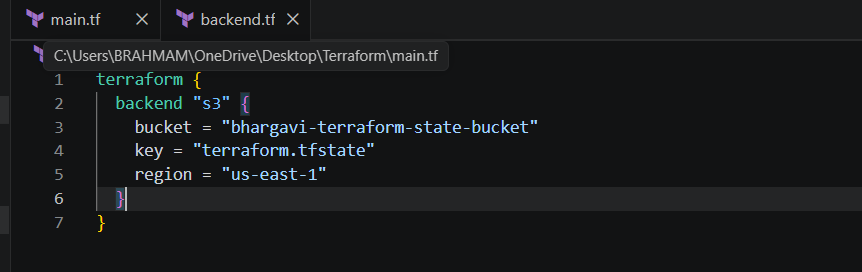 main.tf
backend.tf
C:\Users\BRAHMAM\OneDrive\Desktop\Terraform\main.tf
1 terraform {
2   backend "s3" {
3     bucket = "bhargavi-terraform-state-bucket"
4     key = "terraform.tfstate"
5     region = "us-east-1"
6   }
7 }